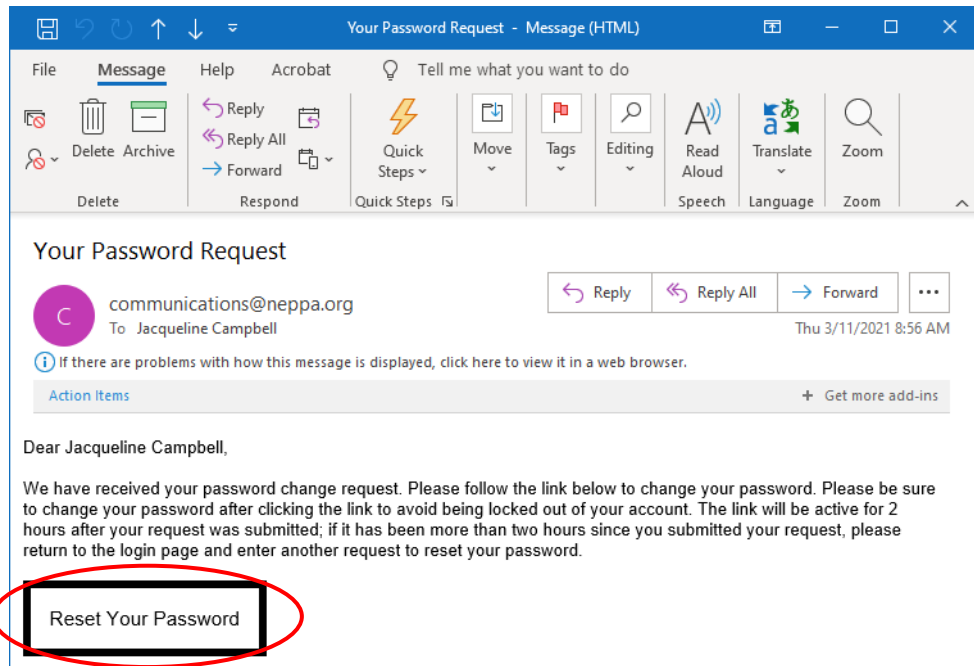 Your Password Request - Message (HTML)
File Message Help Acrobat Tell me what you want to do
Delete Archive
Reply
Reply All
Forward
Quick Steps
Move
Tags
Editing
Read Aloud
Translate
Zoom
Delete Respond Quick Steps Speech Language Zoom
Your Password Request
C
communications@neppa.org
To Jacqueline Campbell
Reply Reply All Forward
Thu 3/11/2021 8:56 AM
If there are problems with how this message is displayed, click here to view it in a web browser.
Action Items + Get more add-ins
Dear Jacqueline Campbell,
We have received your password change request. Please follow the link below to change your password. Please be sure
to change your password after clicking the link to avoid being locked out of your account. The link will be active for 2
hours after your request was submitted; if it has been more than two hours since you submitted your request, please
return to the login page and enter another request to reset your password.
Reset Your Password